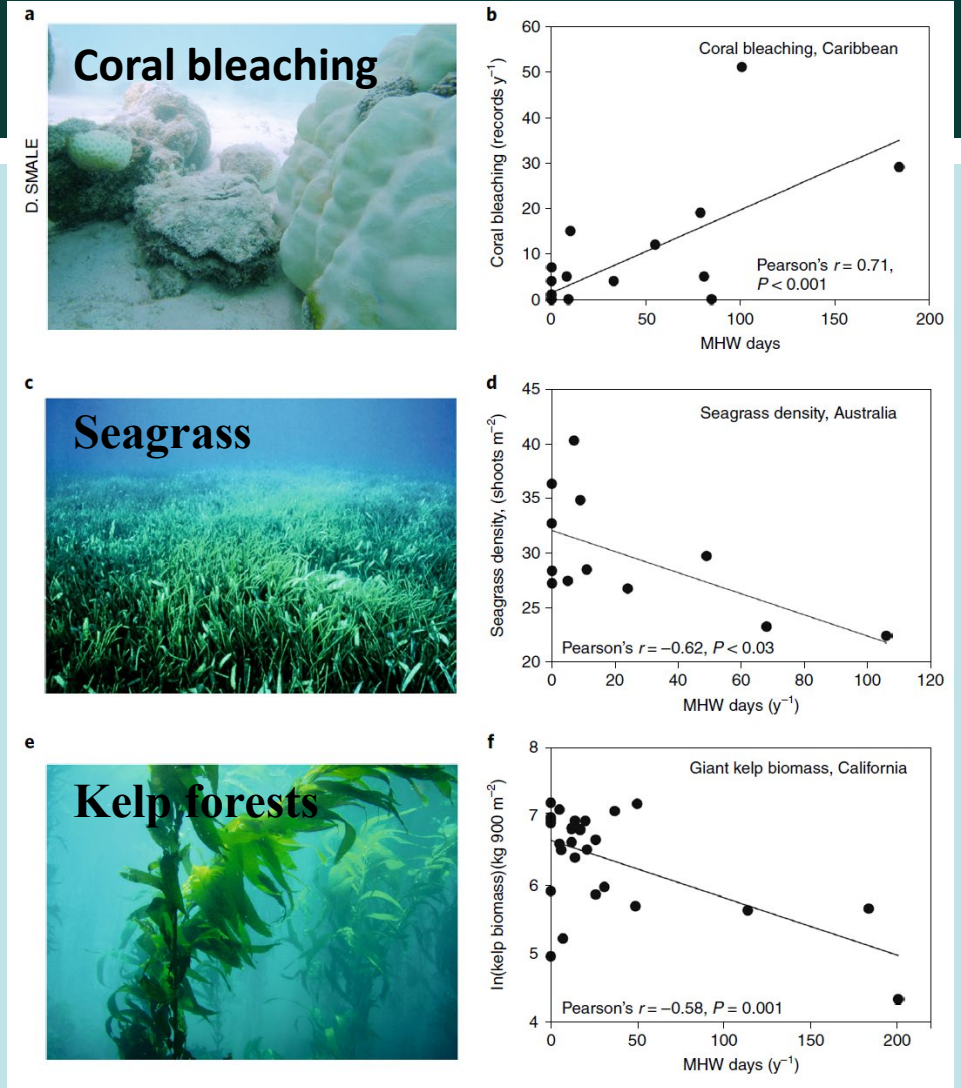 a
Coral bleaching
D. SMALE
b
60
50
40
30
20
10
0
Coral bleaching (records y⁻¹)
Coral bleaching, Caribbean
Pearson's r = 0.71,
P < 0.001
0 50 100 150 200
MHW days
c
Seagrass
d
45
40
35
30
25
20
Seagrass density, (shoots m⁻²)
Seagrass density, Australia
Pearson's r = −0.62, P < 0.03
0 20 40 60 80 100 120
MHW days (y⁻¹)
e
Kelp forests
f
8
7
6
5
4
ln(kelp biomass)(kg 900 m⁻²)
Giant kelp biomass, California
Pearson's r = −0.58, P = 0.001
0 50 100 150 200
MHW days (y⁻¹)